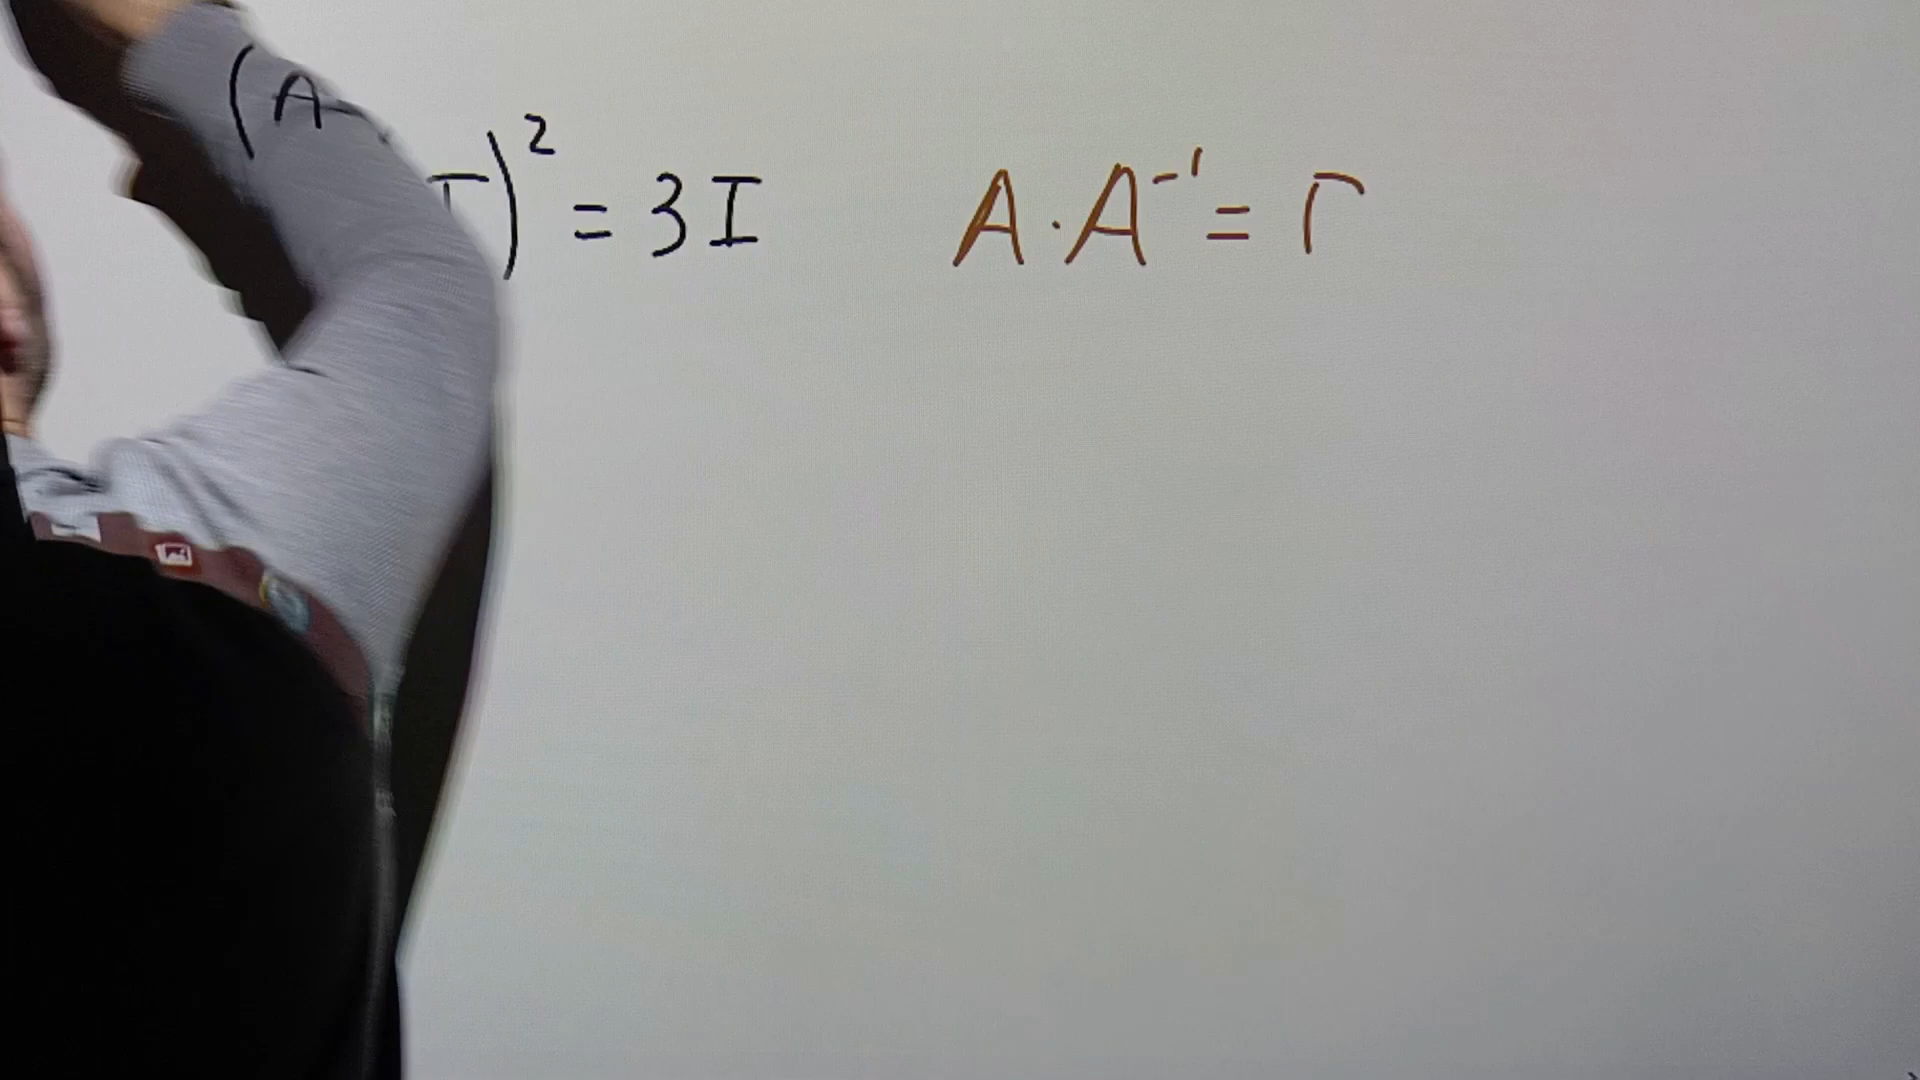 (A- I)² = 3I
A · A⁻¹ = I